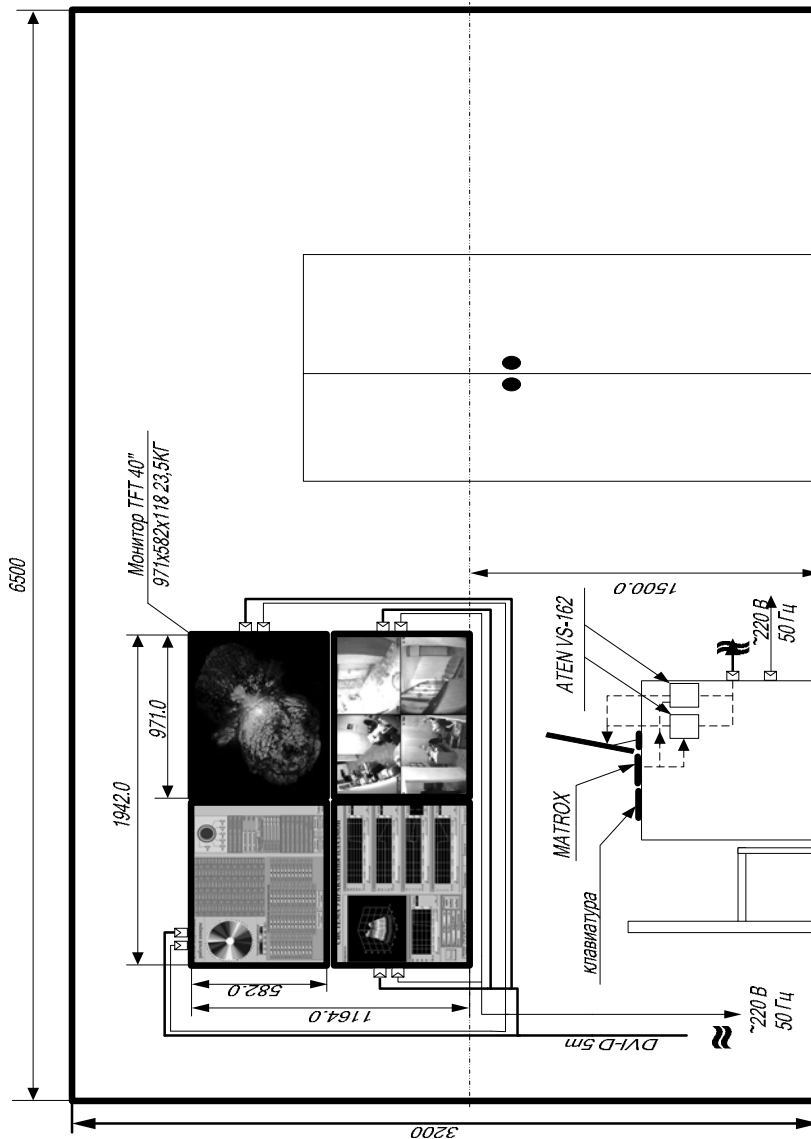 6500
Монитор TFT 40"
971x582x118 23,5КГ
1942.0
971.0
582.0
1164.0
1500.0
3200
ATEN VS-162
MATROX
клавиатура
~220 В
50 Гц
~220 В
50 Гц
DVI-D 5m